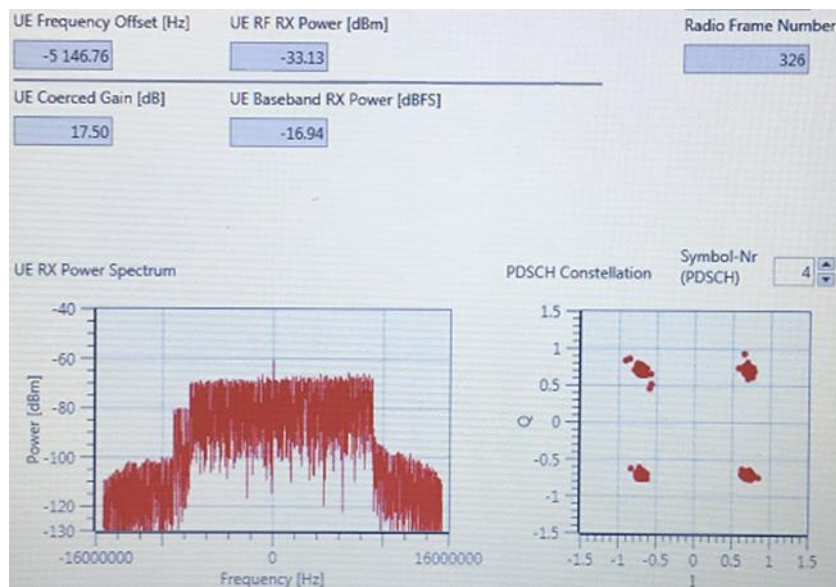 UE Frequency Offset [Hz] UE RF RX Power [dBm] Radio Frame Number
-5 146.76 -33.13 326
UE Coerced Gain [dB] UE Baseband RX Power [dBFS]
17.50 -16.94
UE RX Power Spectrum
-40
-60
-80
-100
-120
-130
Power [dBm]
-16000000 0 16000000
Frequency [Hz]
PDSCH Constellation
Symbol-Nr
(PDSCH) 4
1.5
1
0.5
0
-0.5
-1
-1.5
Q
-1.5 -1 -0.5 0 0.5 1 1.5
I